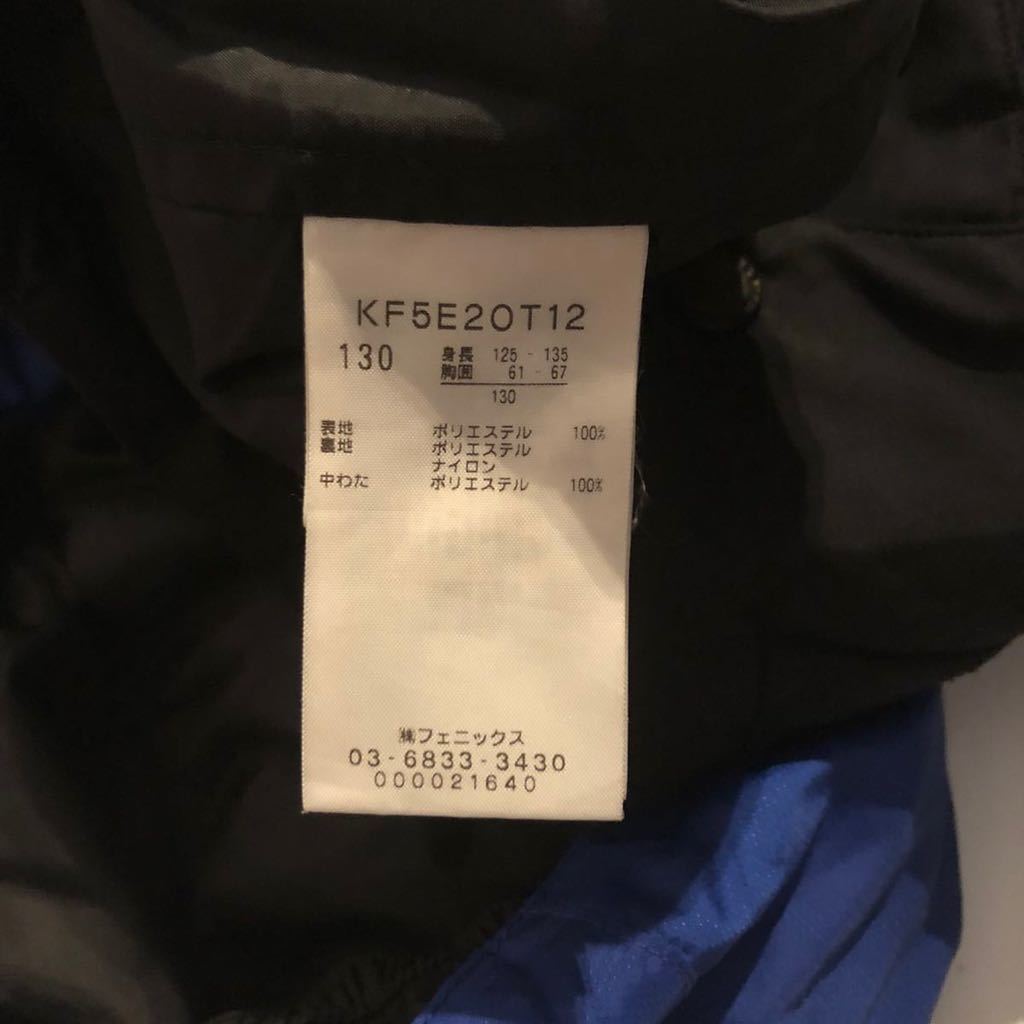 KF5E20T12
130 身長 125 - 135
胸囲 61 - 67
130
表地 ポリエステル 100%
裏地 ポリエステル
ナイロン
中わた ポリエステル 100%
㈱フェニックス
03-6833-3430
000021640